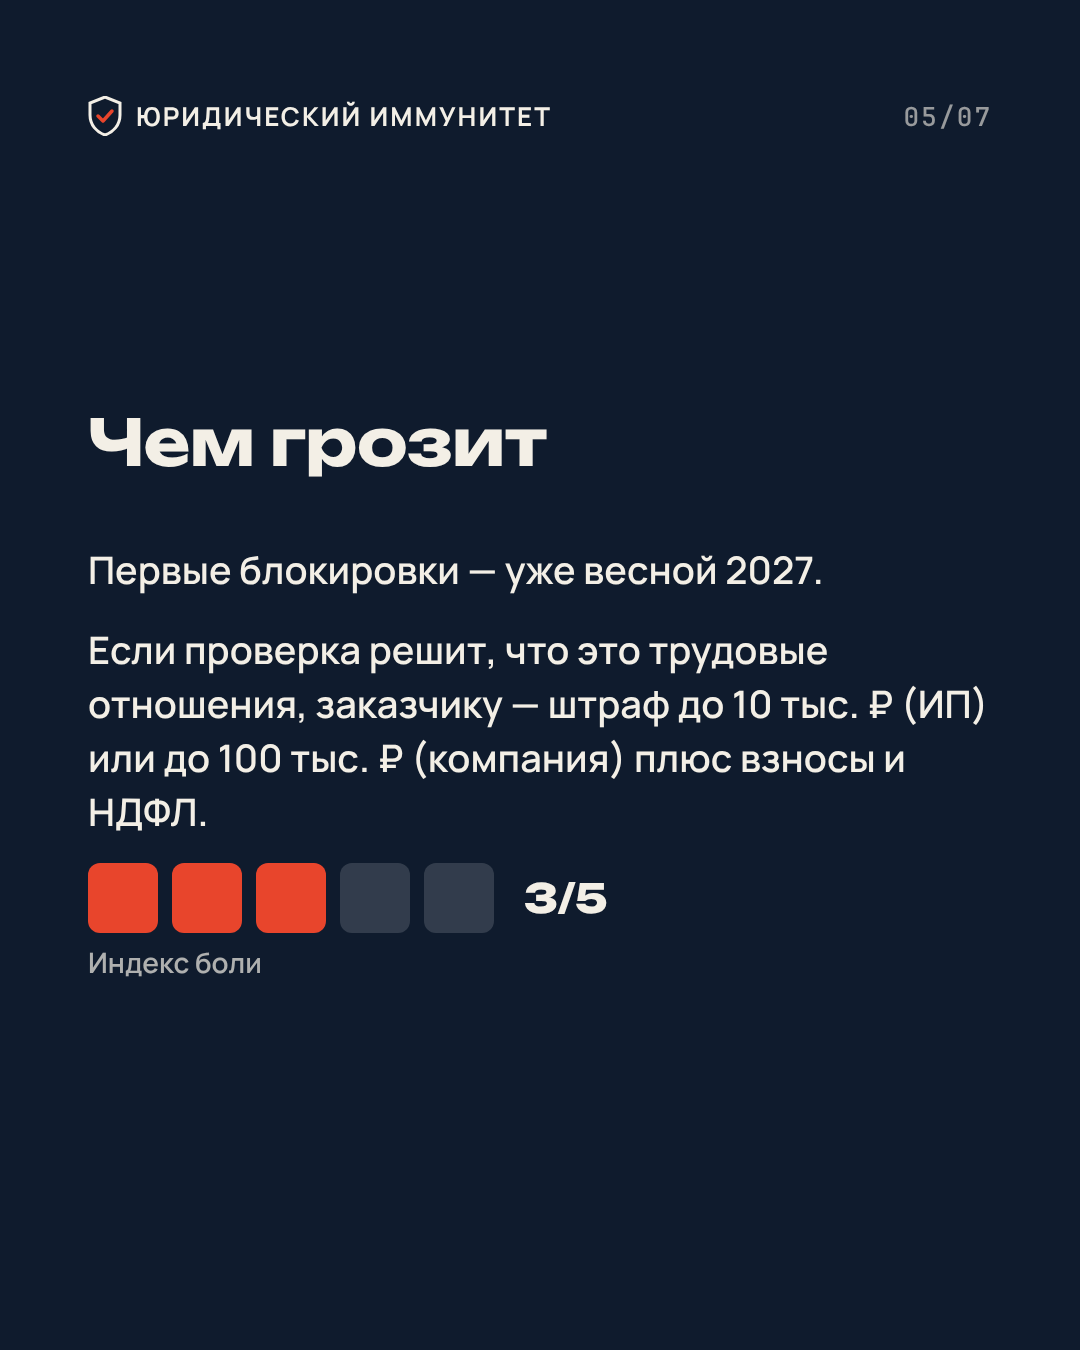 ЮРИДИЧЕСКИЙ ИММУНИТЕТ
05/07
Чем грозит
Первые блокировки — уже весной 2027.
Если проверка решит, что это трудовые
отношения, заказчику — штраф до 10 тыс. ₽ (ИП)
или до 100 тыс. ₽ (компания) плюс взносы и
НДФЛ.
3/5
Индекс боли